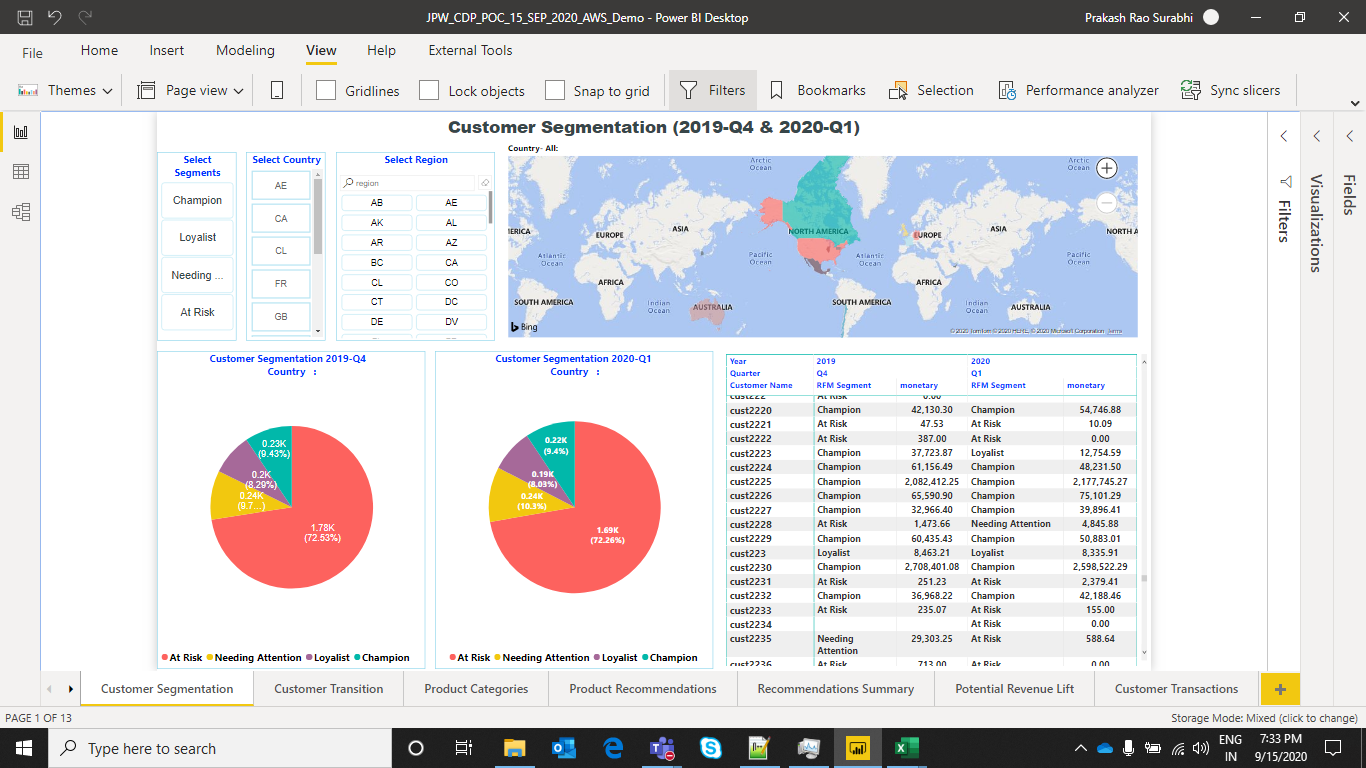 JPW_CDP_POC_15_SEP_2020_AWS_Demo - Power BI Desktop
Prakash Rao Surabhi
File Home Insert Modeling View Help External Tools
Themes Page view Gridlines Lock objects Snap to grid Filters Bookmarks Selection Performance analyzer Sync slicers
Customer Segmentation (2019-Q4 & 2020-Q1)
Select Segments
Champion
Loyalist
Needing ...
At Risk
Select Country
AE
CA
CL
FR
GB
Select Region
region
AB AE
AK AL
AR AZ
BC CA
CL CO
CT DC
DE DV
Country- All:
Arctic Ocean
Arctic Ocean
ERICA EUROPE ASIA NORTH AMERICA EUROPE ASIA NORTH A
Atlantic Ocean
Pacific Ocean
Atlantic Ocean
Pacific Ocean
AFRICA AFRICA
SOUTH AMERICA
Indian Ocean
AUSTRALIA
SOUTH AMERICA
Indian Ocean
AUSTRALIA
Bing
© 2020 TomTom © 2020 HERE, © 2020 Microsoft Corporation Terms
Customer Segmentation 2019-Q4
Country :
0.23K
(9.43%)
0.2K
(8.29%)
0.24K
(9.7...)
1.78K
(72.53%)
At Risk Needing Attention Loyalist Champion
Customer Segmentation 2020-Q1
Country :
0.22K
(9.4%)
0.19K
(8.03%)
0.24K
(10.3%)
1.69K
(72.26%)
At Risk Needing Attention Loyalist Champion
Year 2019 2020
Quarter Q4 Q1
Customer Name RFM Segment monetary RFM Segment monetary
cust222 At Risk 0.00
cust2220 Champion 42,130.30 Champion 54,746.88
cust2221 At Risk 47.53 At Risk 10.09
cust2222 At Risk 387.00 At Risk 0.00
cust2223 Champion 37,723.87 Loyalist 12,754.59
cust2224 Champion 61,156.49 Champion 48,231.50
cust2225 Champion 2,082,412.25 Champion 2,177,745.27
cust2226 Champion 65,590.90 Champion 75,101.29
cust2227 Champion 32,966.40 Champion 39,896.41
cust2228 At Risk 1,473.66 Needing Attention 4,845.88
cust2229 Champion 60,435.43 Champion 50,883.01
cust223 Loyalist 8,463.21 Loyalist 8,335.91
cust2230 Champion 2,708,401.08 Champion 2,598,522.29
cust2231 At Risk 251.23 At Risk 2,379.41
cust2232 Champion 36,968.22 Champion 42,188.46
cust2233 At Risk 235.07 At Risk 155.00
cust2234 At Risk 0.00
cust2235 Needing Attention 29,303.25 At Risk 588.64
cust2236 At Risk 713.00 At Risk 0.00
Filters
Visualizations
Fields
Customer Segmentation Customer Transition Product Categories Product Recommendations Recommendations Summary Potential Revenue Lift Customer Transactions
PAGE 1 OF 13
Storage Mode: Mixed (click to change)
Type here to search
ENG
IN
7:33 PM
9/15/2020